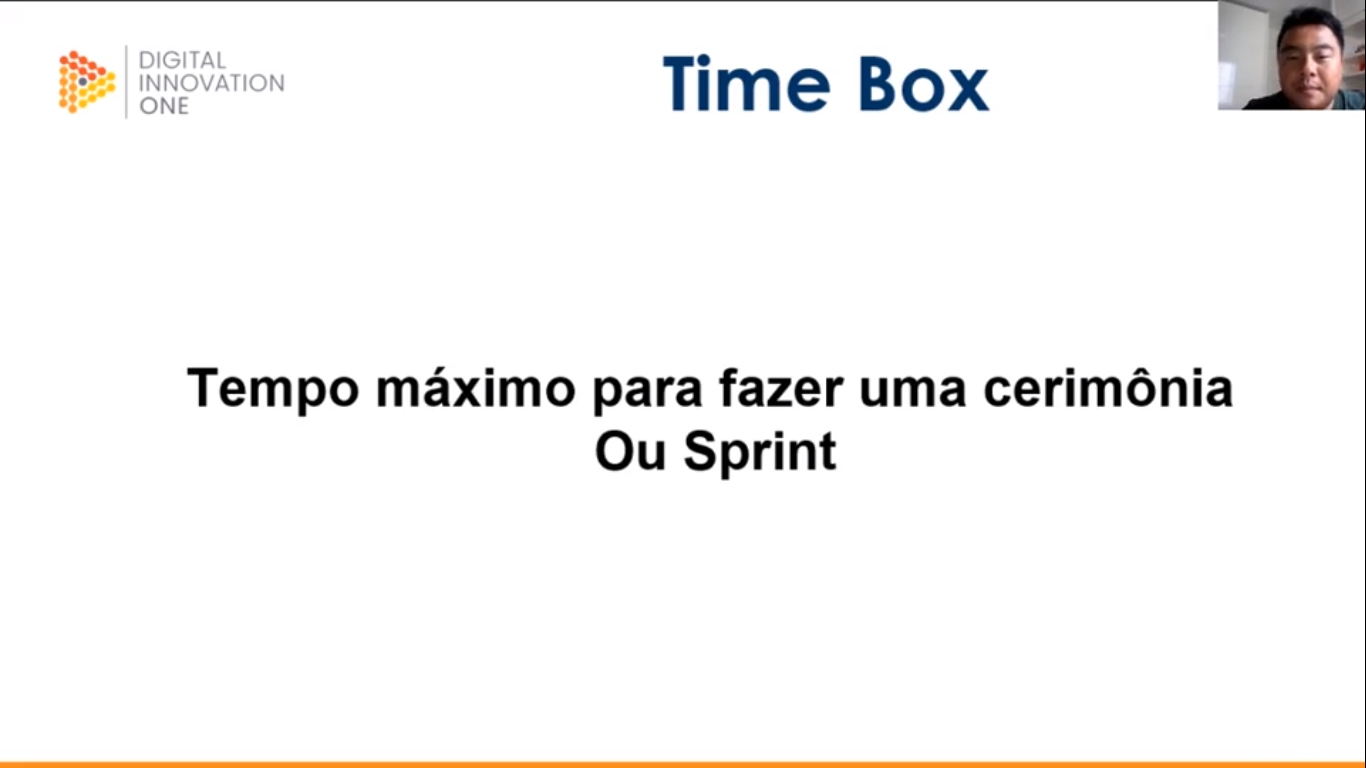 DIGITAL
INNOVATION
ONE
Time Box
Tempo máximo para fazer uma cerimônia
Ou Sprint